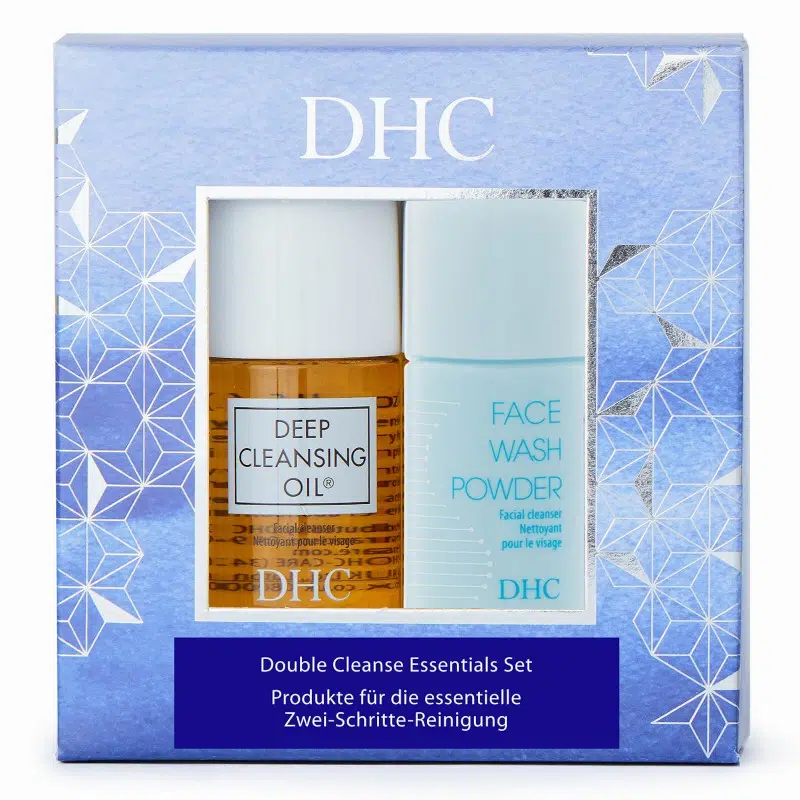 DHC
DEEP
CLEANSING
OIL®
Facial cleanser
Nettoyant pour le visage
DHC
FACE
WASH
POWDER
Facial cleanser
Nettoyant
pour le visage
DHC
Double Cleanse Essentials Set
Produkte für die essentielle
Zwei-Schritte-Reinigung